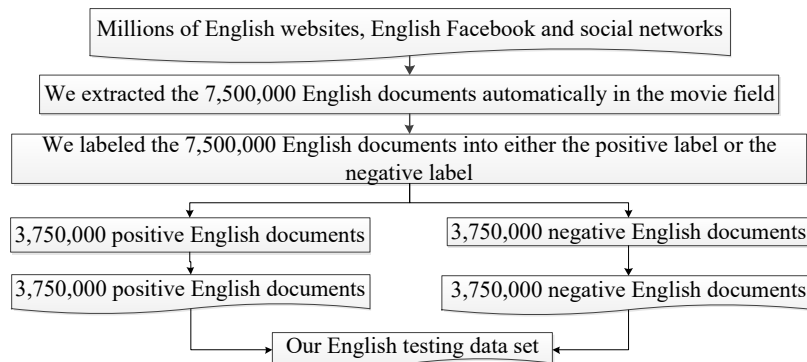 Millions of English websites, English Facebook and social networks
We extracted the 7,500,000 English documents automatically in the movie field
We labeled the 7,500,000 English documents into either the positive label or the
negative label
3,750,000 positive English documents
3,750,000 negative English documents
3,750,000 positive English documents
3,750,000 negative English documents
Our English testing data set